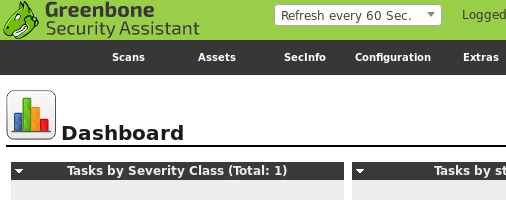 Greenbone
Security Assistant
Refresh every 60 Sec.
Logged
Scans Assets SecInfo Configuration Extras
Dashboard
Tasks by Severity Class (Total: 1)
Tasks by st